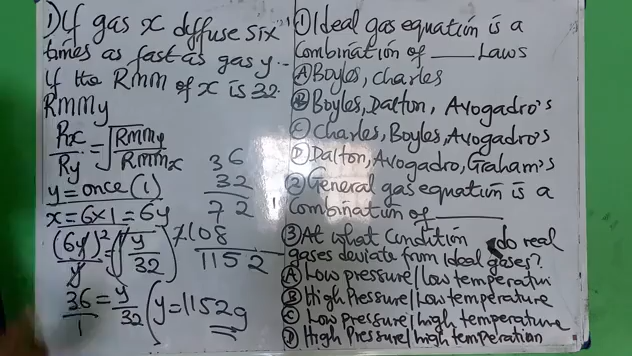 1) If gas x diffuse six
times as fast as gas y..
If the RMM of x is 32
RMMy
Rx/Ry = √RMMy/RMMx
y = once (1)
x = 6x1 = 6y
(6y/y)² = (√y/32)²
36/1 = y/32 (y = 1152g
36
32
72
108
1152
① Ideal gas equation is a
Combination of ____ Laws
Ⓐ Boyles, Charles
Ⓑ Boyles, Dalton, Avogadro's
Ⓒ Charles, Boyles, Avogadro's
Ⓓ Dalton, Avogadro, Graham's
② General gas equation is a
Combination of ______
③ At what Condition do real
gases deviate from Ideal gases?
Ⓐ Low pressure/low temperature
Ⓑ High Pressure/Low temperature
Ⓒ Low pressure/high temperature
Ⓓ High Pressure/high temperation